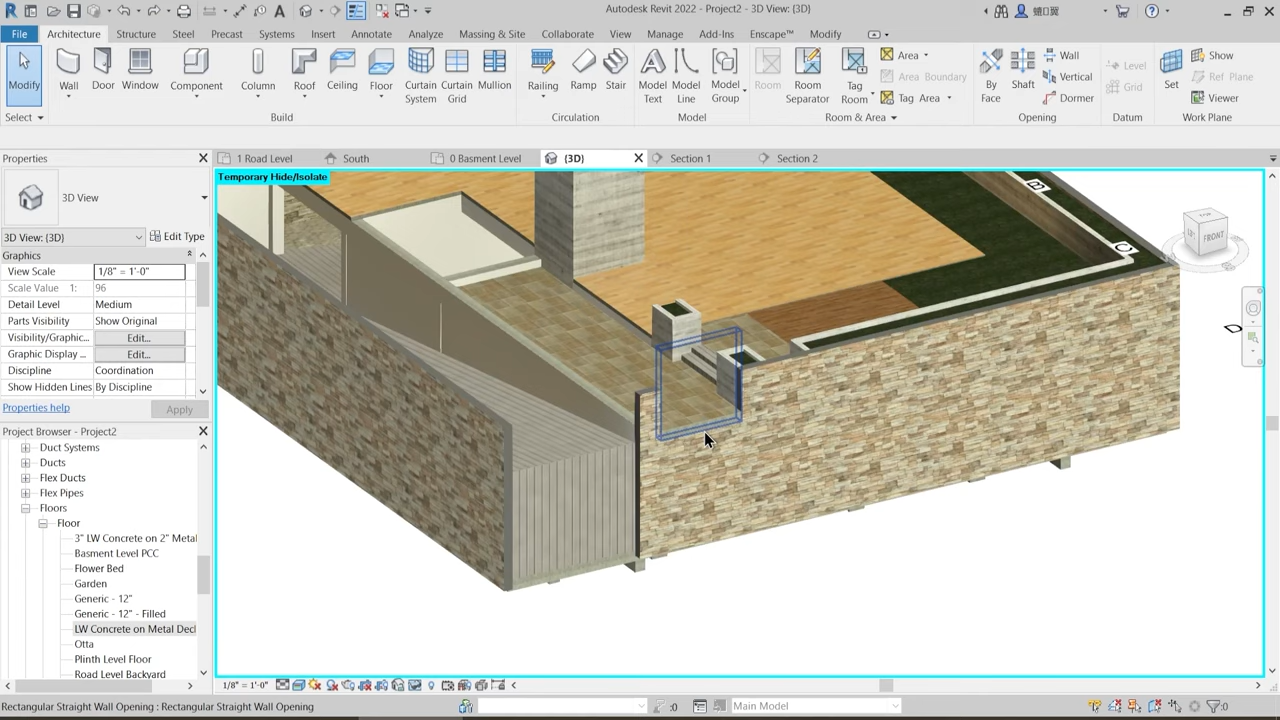 Autodesk Revit 2022 - Project2 - 3D View: {3D}
File Architecture Structure Steel Precast Systems Insert Annotate Analyze Massing & Site Collaborate View Manage Add-Ins Enscape™ Modify
Modify Wall Door Window Component Column Roof Ceiling Floor Curtain System Curtain Grid Mullion Railing Ramp Stair Model Text Model Line Model Group Room Room Separator Tag Room
Area
Area Boundary
Tag Area
By Face Shaft
Wall
Vertical
Dormer
Level
Grid
Set
Show
Ref Plane
Viewer
Select Build Circulation Model Room & Area Opening Datum Work Plane
Properties
1 Road Level South 0 Basment Level {3D} Section 1 Section 2
Temporary Hide/Isolate
3D View
3D View: {3D} Edit Type
Graphics
View Scale 1/8" = 1'-0"
Scale Value 1: 96
Detail Level Medium
Parts Visibility Show Original
Visibility/Graphic... Edit...
Graphic Display ... Edit...
Discipline Coordination
Show Hidden Lines By Discipline
Properties help Apply
Project Browser - Project2
Duct Systems
Ducts
Flex Ducts
Flex Pipes
Floors
Floor
3" LW Concrete on 2" Metal
Basment Level PCC
Flower Bed
Garden
Generic - 12"
Generic - 12" - Filled
LW Concrete on Metal Decl
Otta
Plinth Level Floor
Road Level Backyard
B
C
FRONT
1/8" = 1'-0"
Rectangular Straight Wall Opening : Rectangular Straight Wall Opening
:0
Main Model
:0